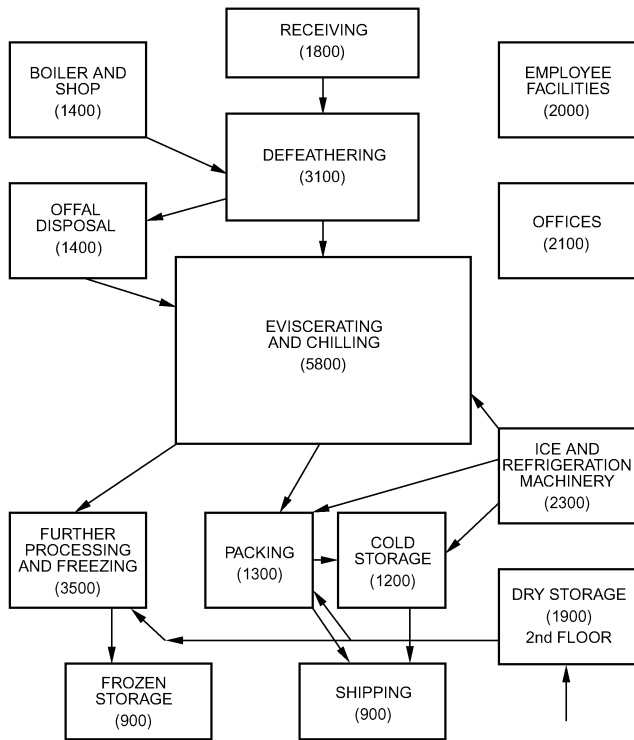 RECEIVING
(1800)
BOILER AND
SHOP
(1400)
EMPLOYEE
FACILITIES
(2000)
DEFEATHERING
(3100)
OFFAL
DISPOSAL
(1400)
OFFICES
(2100)
EVISCERATING
AND CHILLING
(5800)
ICE AND
REFRIGERATION
MACHINERY
(2300)
FURTHER
PROCESSING
AND FREEZING
(3500)
PACKING
(1300)
COLD
STORAGE
(1200)
DRY STORAGE
(1900)
2nd FLOOR
FROZEN
STORAGE
(900)
SHIPPING
(900)